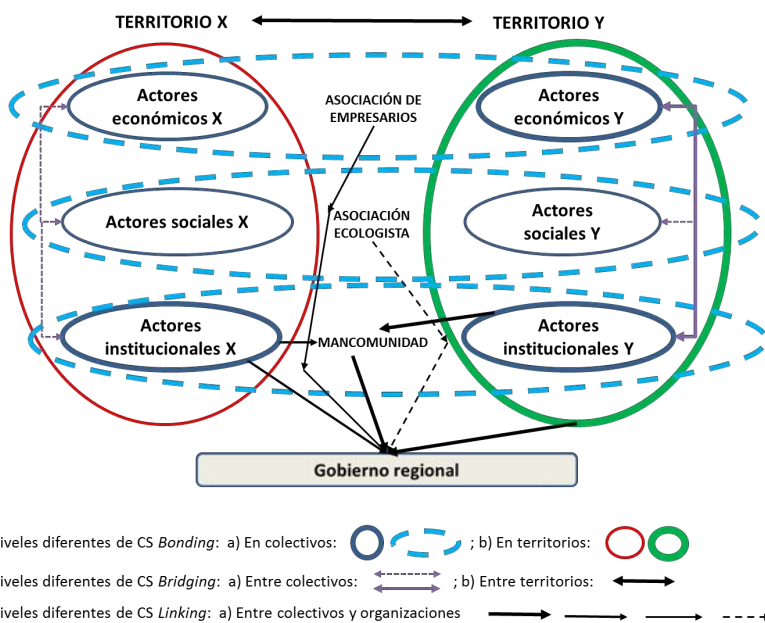 TERRITORIO X
TERRITORIO Y
Actores
económicos X
ASOCIACIÓN DE
EMPRESARIOS
Actores
económicos Y
Actores sociales X
ASOCIACIÓN
ECOLOGISTA
Actores
sociales Y
Actores
institucionales X
MANCOMUNIDAD
Actores
institucionales Y
Gobierno regional
iveles diferentes de CS Bonding: a) En colectivos: ; b) En territorios:
iveles diferentes de CS Bridging: a) Entre colectivos: ; b) Entre territorios:
iveles diferentes de CS Linking: a) Entre colectivos y organizaciones